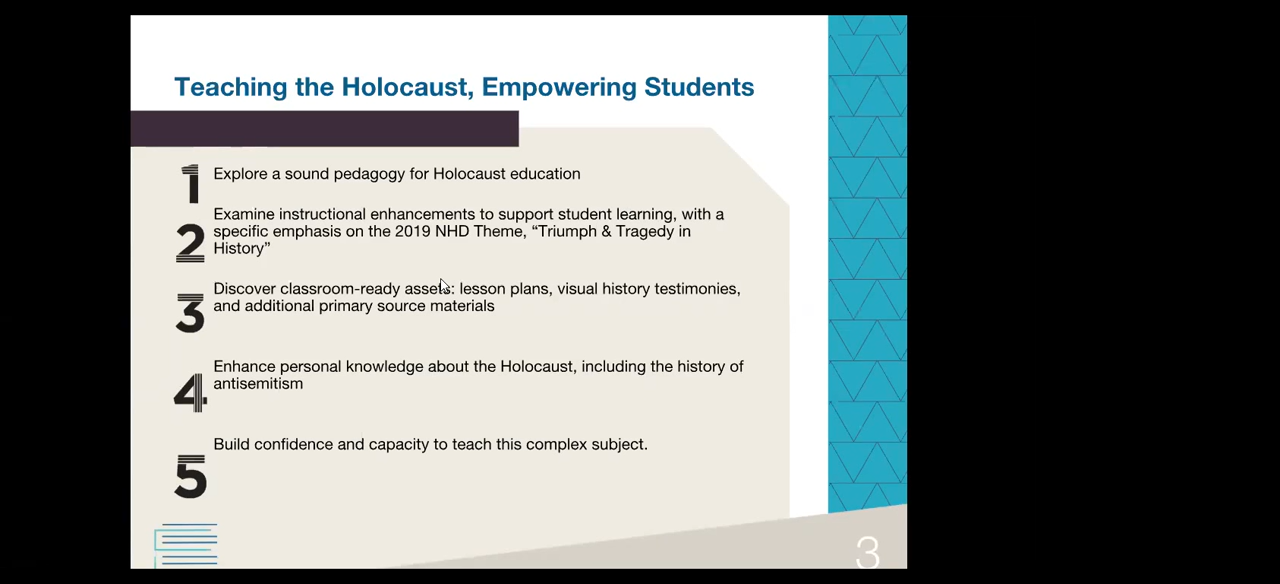 Teaching the Holocaust, Empowering Students
1 Explore a sound pedagogy for Holocaust education
Examine instructional enhancements to support student learning, with a
2 specific emphasis on the 2019 NHD Theme, “Triumph & Tragedy in
History”
Discover classroom-ready assets: lesson plans, visual history testimonies,
3 and additional primary source materials
Enhance personal knowledge about the Holocaust, including the history of
4 antisemitism
Build confidence and capacity to teach this complex subject.
5
3